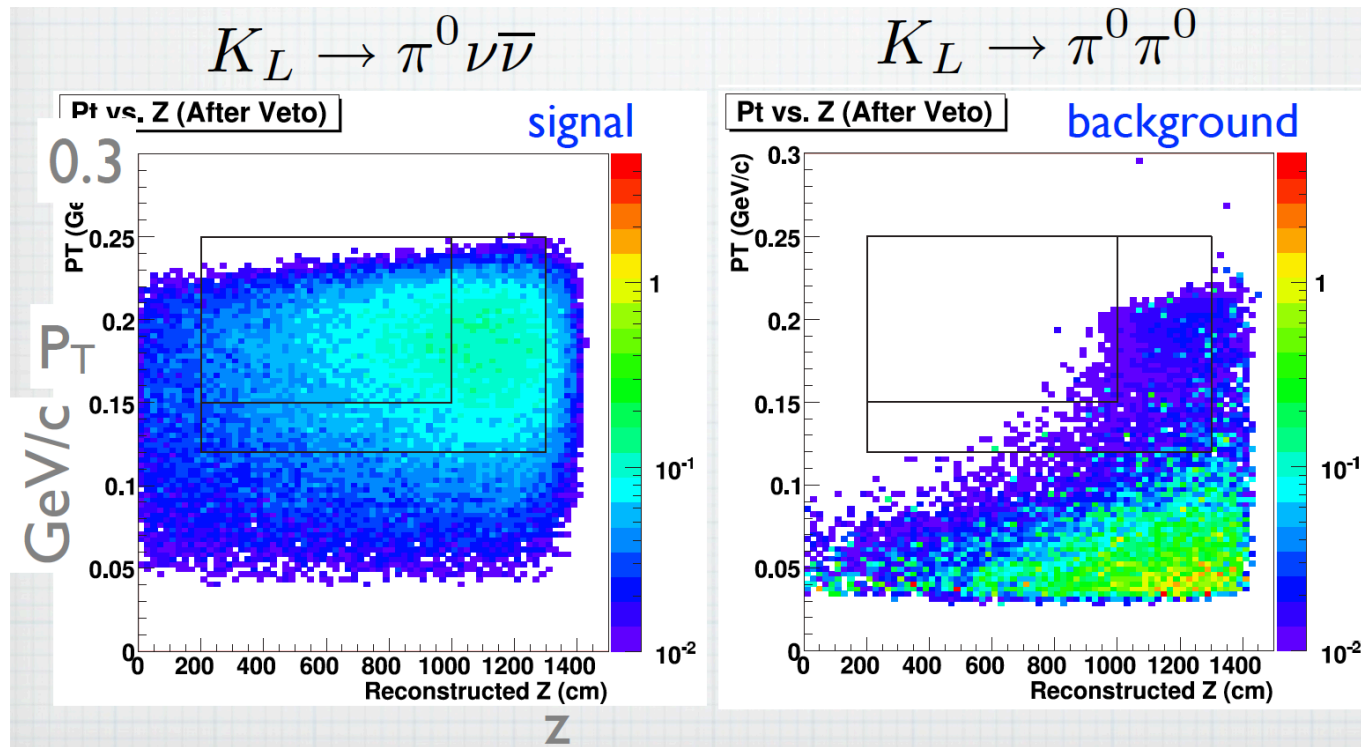 K_L → π⁰νν̅
K_L → π⁰π⁰
Pt vs. Z (After Veto)
signal
0.3
PT (Ge
0.25
0.2
0.15
0.1
0.05
0
P_T
GeV/c
0 200 400 600 800 1000 1200 1400
Reconstructed Z (cm)
z
1
10⁻¹
10⁻²
Pt vs. Z (After Veto)
background
PT (GeV/c)
0.3
0.25
0.2
0.15
0.1
0.05
0
0 200 400 600 800 1000 1200 1400
Reconstructed Z (cm)
1
10⁻¹
10⁻²